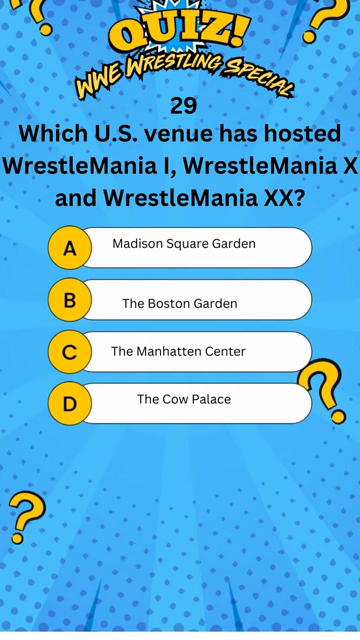 QUIZ!
WWE WRESTLING SPECIAL
29
Which U.S. venue has hosted
WrestleMania I, WrestleMania X
and WrestleMania XX?
A Madison Square Garden
B The Boston Garden
C The Manhatten Center
D The Cow Palace